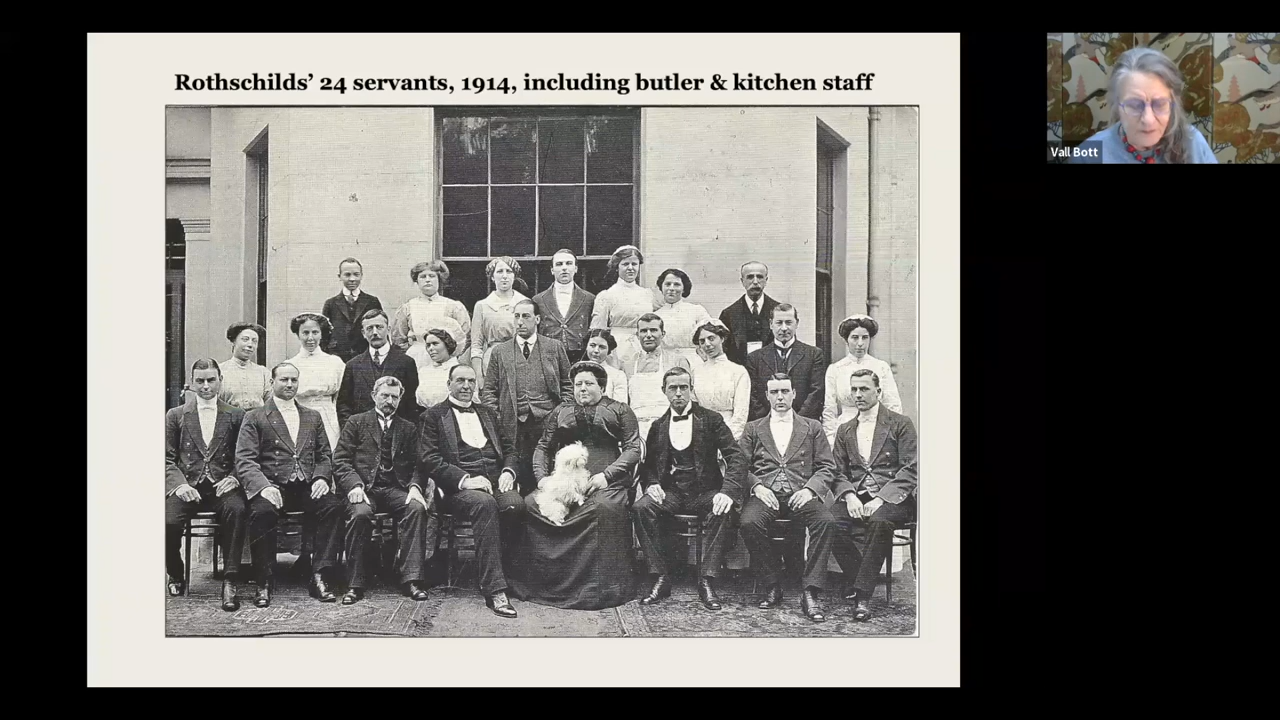 Rothschilds’ 24 servants, 1914, including butler & kitchen staff
Vall Bott